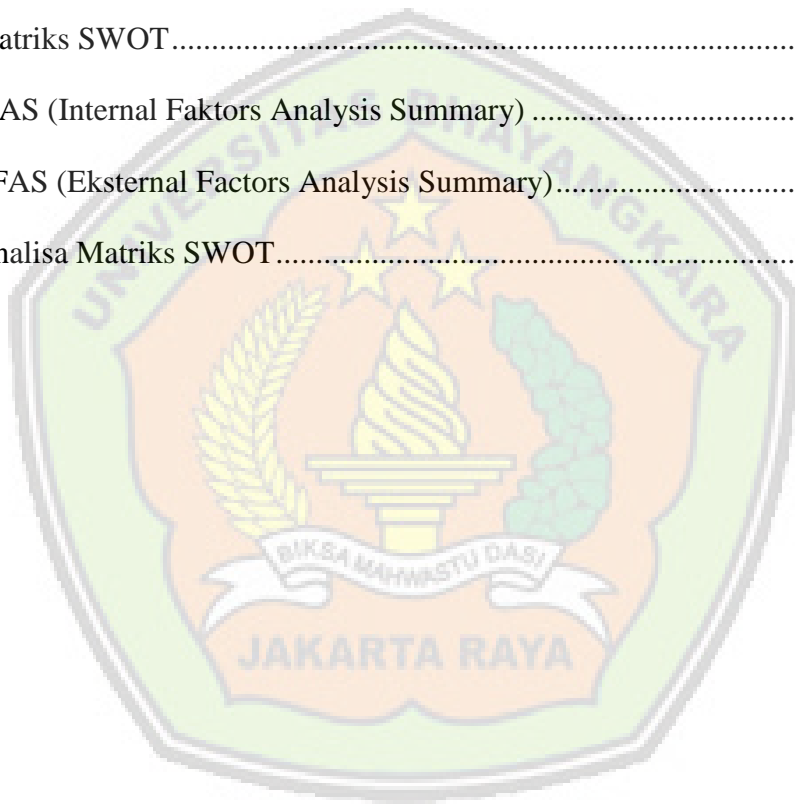 atriks SWOT
AS (Internal Faktors Analysis Summary)
FAS (Eksternal Factors Analysis Summary)
nalisa Matriks SWOT
UNIVERSITAS BHAYANGKARA
BIKSA MAHWASTU DASI
JAKARTA RAYA